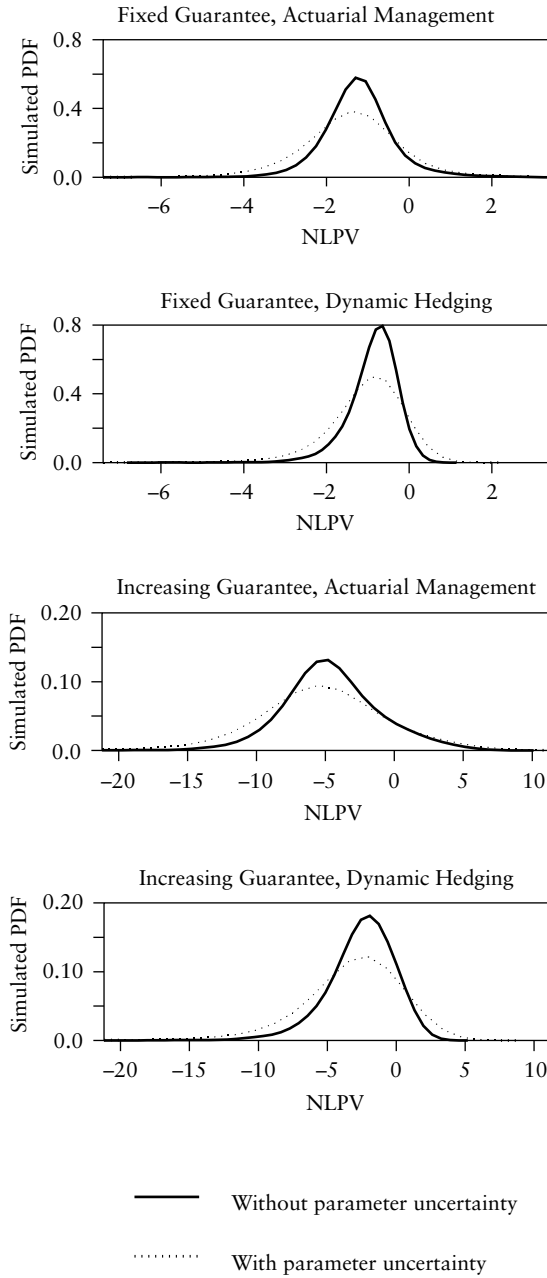 Fixed Guarantee, Actuarial Management
Simulated PDF
0.8
0.4
0.0
−6 −4 −2 0 2
NLPV
Fixed Guarantee, Dynamic Hedging
Simulated PDF
0.8
0.4
0.0
−6 −4 −2 0 2
NLPV
Increasing Guarantee, Actuarial Management
Simulated PDF
0.20
0.10
0.0
−20 −15 −10 −5 0 5 10
NLPV
Increasing Guarantee, Dynamic Hedging
Simulated PDF
0.20
0.10
0.0
−20 −15 −10 −5 0 5 10
NLPV
Without parameter uncertainty
With parameter uncertainty